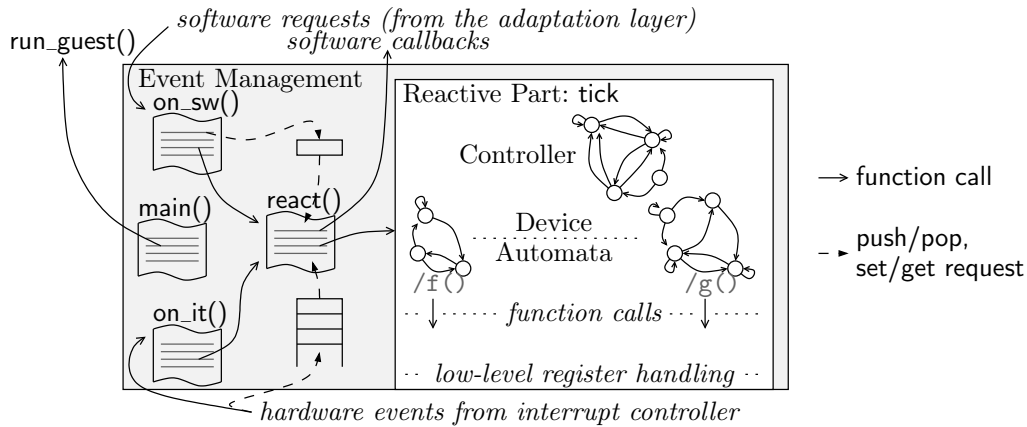 software requests (from the adaptation layer)
run_guest()
software callbacks
Event Management
on_sw()
Reactive Part: tick
Controller
function call
react()
main()
Device
Automata
push/pop,
set/get request
/f()
/g()
on_it()
function calls
low-level register handling
hardware events from interrupt controller